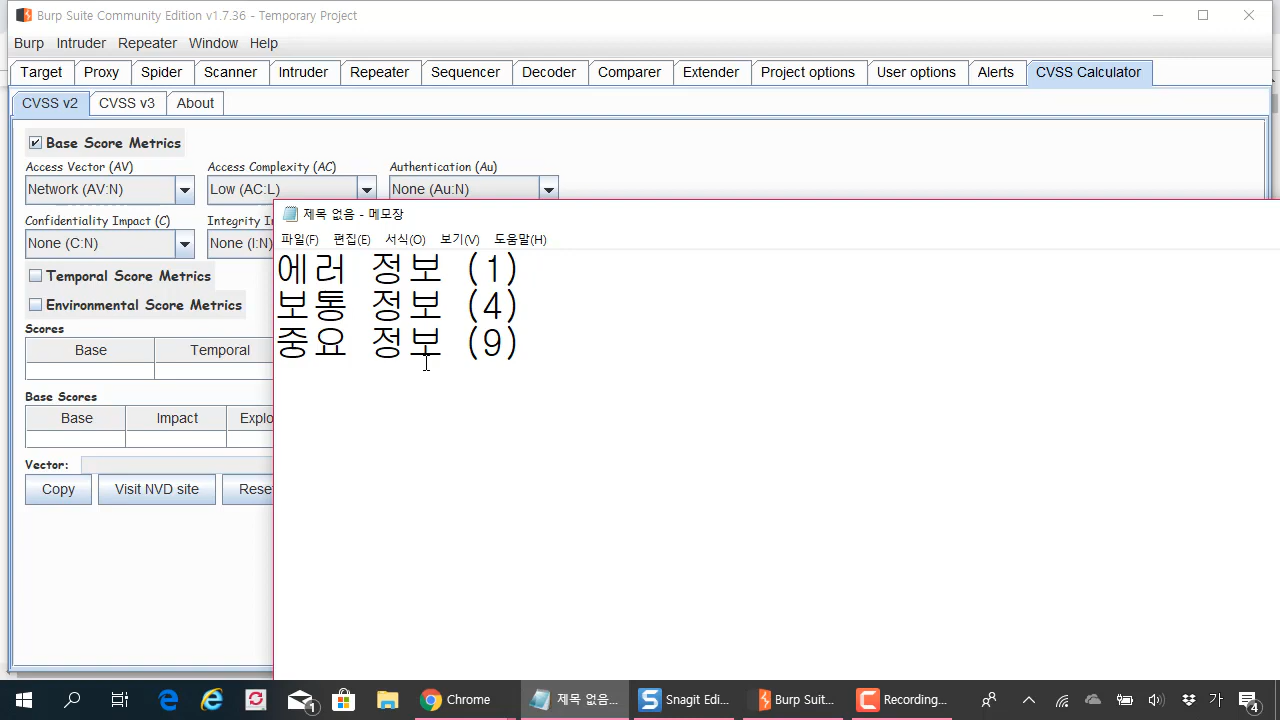 Burp Suite Community Edition v1.7.36 - Temporary Project
Burp Intruder Repeater Window Help
Target Proxy Spider Scanner Intruder Repeater Sequencer Decoder Comparer Extender Project options User options Alerts CVSS Calculator
CVSS v2 CVSS v3 About
Base Score Metrics
Access Vector (AV) Access Complexity (AC) Authentication (Au)
Network (AV:N) Low (AC:L) None (Au:N)
Confidentiality Impact (C) Integrity
None (C:N) None (I:N)
Temporal Score Metrics
Environmental Score Metrics
Scores
Base Temporal
Base Scores
Base Impact Explo
Vector:
Copy Visit NVD site Rese
제목 없음 - 메모장
파일(F) 편집(E) 서식(O) 보기(V) 도움말(H)
에러 정보 (1)
보통 정보 (4)
중요 정보 (9)
1 Chrome 제목 없음... Snagit Edi... Burp Suit... Recording... 가 4